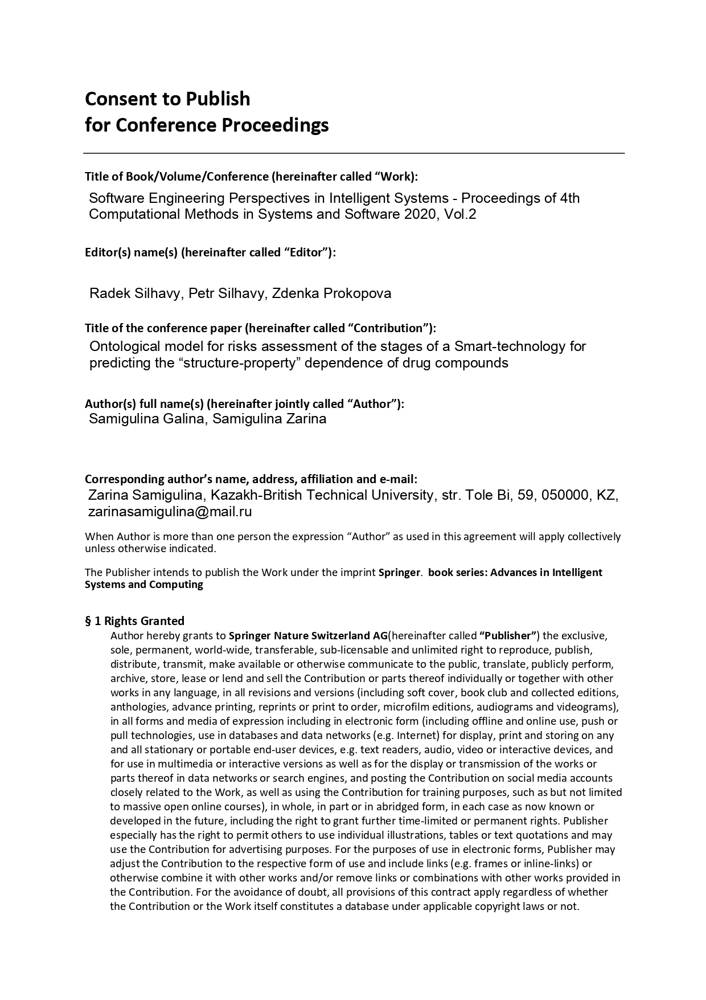 Consent to Publish
for Conference Proceedings
Title of Book/Volume/Conference (hereinafter called “Work):
Software Engineering Perspectives in Intelligent Systems - Proceedings of 4th
Computational Methods in Systems and Software 2020, Vol.2
Editor(s) name(s) (hereinafter called “Editor”):
Radek Silhavy, Petr Silhavy, Zdenka Prokopova
Title of the conference paper (hereinafter called “Contribution”):
Ontological model for risks assessment of the stages of a Smart-technology for
predicting the “structure-property” dependence of drug compounds
Author(s) full name(s) (hereinafter jointly called “Author”):
Samigulina Galina, Samigulina Zarina
Corresponding author’s name, address, affiliation and e-mail:
Zarina Samigulina, Kazakh-British Technical University, str. Tole Bi, 59, 050000, KZ,
zarinasamigulina@mail.ru
When Author is more than one person the expression “Author” as used in this agreement will apply collectively
unless otherwise indicated.
The Publisher intends to publish the Work under the imprint Springer. book series: Advances in Intelligent
Systems and Computing
§ 1 Rights Granted
Author hereby grants to Springer Nature Switzerland AG(hereinafter called “Publisher”) the exclusive,
sole, permanent, world-wide, transferable, sub-licensable and unlimited right to reproduce, publish,
distribute, transmit, make available or otherwise communicate to the public, translate, publicly perform,
archive, store, lease or lend and sell the Contribution or parts thereof individually or together with other
works in any language, in all revisions and versions (including soft cover, book club and collected editions,
anthologies, advance printing, reprints or print to order, microfilm editions, audiograms and videograms),
in all forms and media of expression including in electronic form (including offline and online use, push or
pull technologies, use in databases and data networks (e.g. Internet) for display, print and storing on any
and all stationary or portable end-user devices, e.g. text readers, audio, video or interactive devices, and
for use in multimedia or interactive versions as well as for the display or transmission of the works or
parts thereof in data networks or search engines, and posting the Contribution on social media accounts
closely related to the Work, as well as using the Contribution for training purposes, such as but not limited
to massive open online courses), in whole, in part or in abridged form, in each case as now known or
developed in the future, including the right to grant further time-limited or permanent rights. Publisher
especially has the right to permit others to use individual illustrations, tables or text quotations and may
use the Contribution for advertising purposes. For the purposes of use in electronic forms, Publisher may
adjust the Contribution to the respective form of use and include links (e.g. frames or inline-links) or
otherwise combine it with other works and/or remove links or combinations with other works provided in
the Contribution. For the avoidance of doubt, all provisions of this contract apply regardless of whether
the Contribution or the Work itself constitutes a database under applicable copyright laws or not.